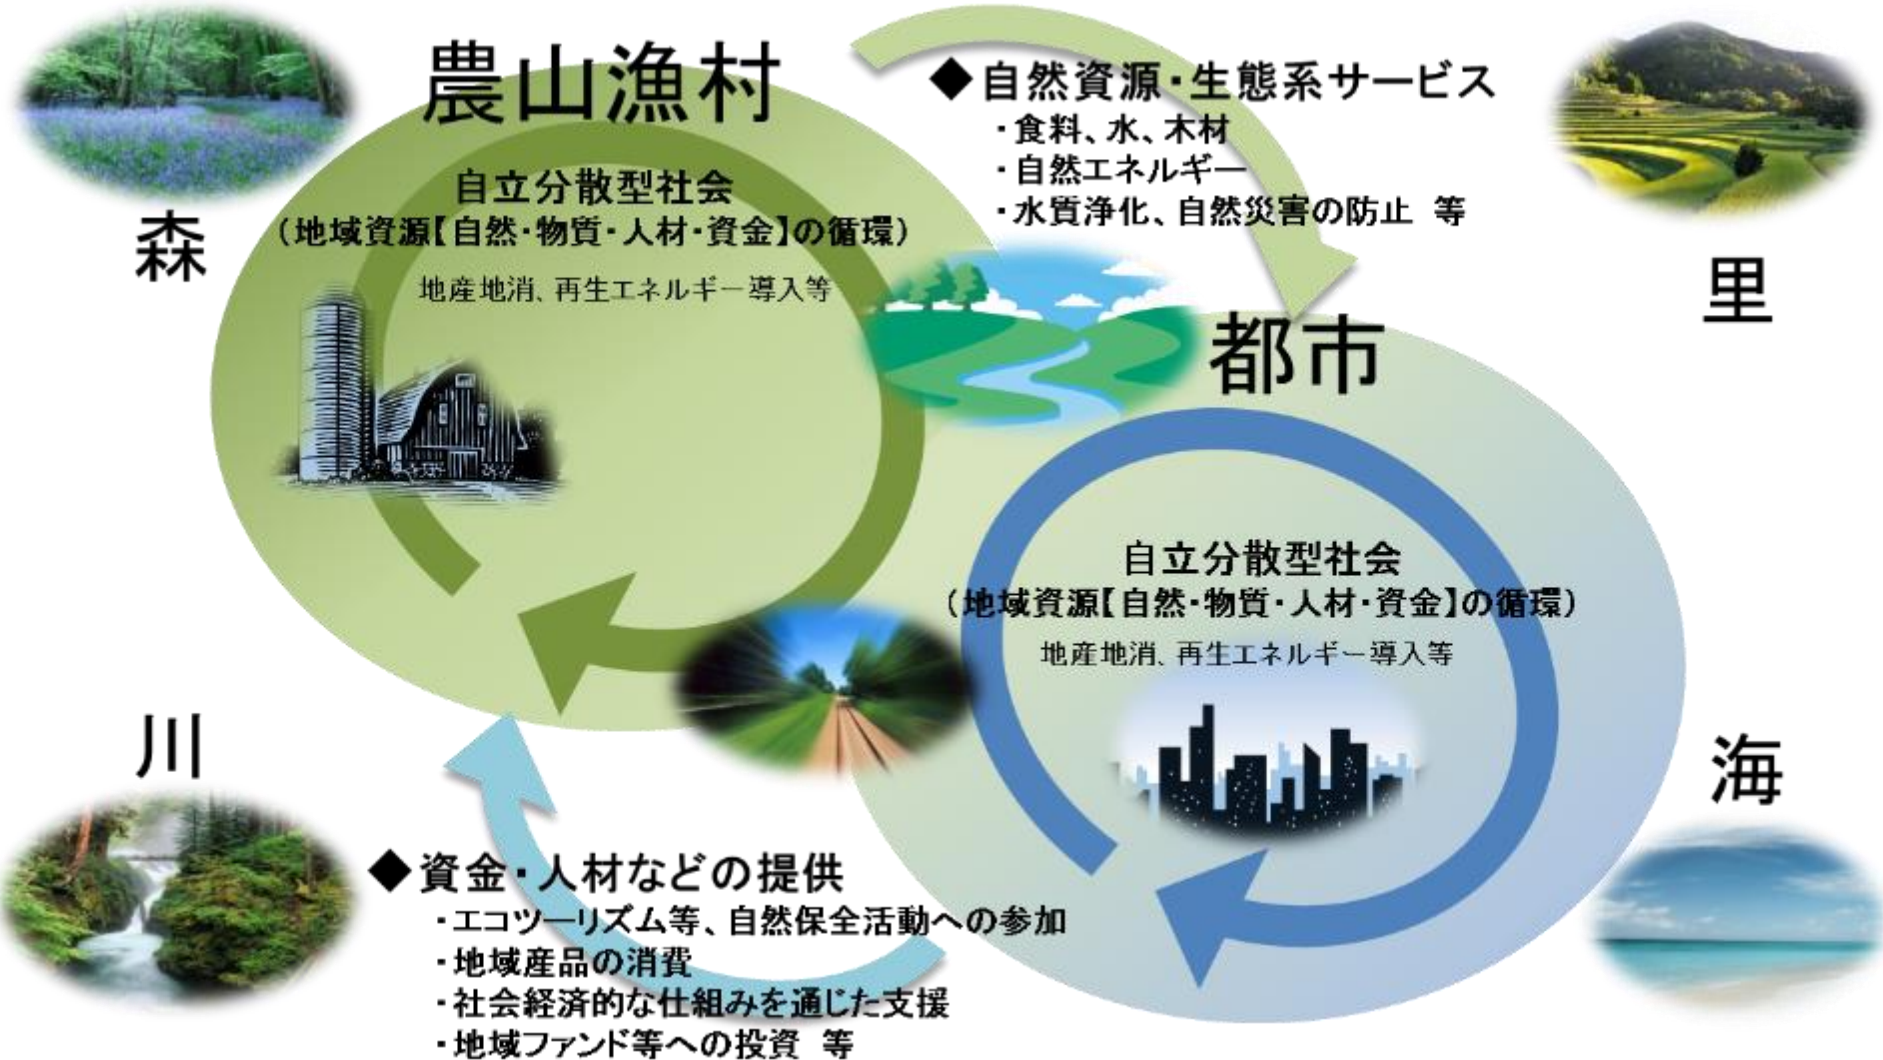 農山漁村
自立分散型社会
（地域資源【自然・物質・人材・資金】の循環）
地産地消、再生エネルギー導入等
◆自然資源・生態系サービス
・食料、水、木材
・自然エネルギー
・水質浄化、自然災害の防止 等
森
里
都市
自立分散型社会
（地域資源【自然・物質・人材・資金】の循環）
地産地消、再生エネルギー導入等
川
海
◆資金・人材などの提供
・エコツーリズム等、自然保全活動への参加
・地域産品の消費
・社会経済的な仕組みを通じた支援
・地域ファンド等への投資 等